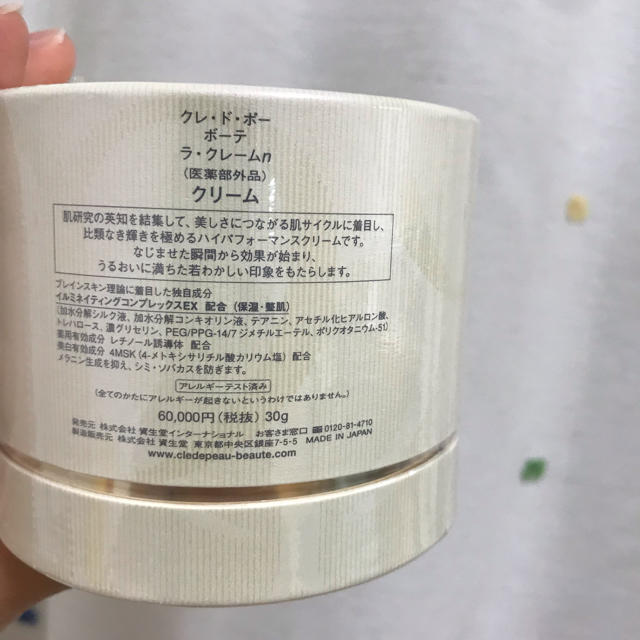 クレ・ド・ポー
ボーテ
ラ・クレームn
(医薬部外品)
クリーム
肌研究の英知を結集して、美しさにつながる肌サイクルに着目し、
比類なき輝きを極めるハイパフォーマンスクリームです。
なじませた瞬間から効果が始まり、
うるおいに満ちた若わかしい印象をもたらします。
ブレインスキン理論に着目した独自成分
イルミネイティングコンプレックスEX 配合(保湿・整肌)
(加水分解シルク液、加水分解コンキオリン液、テアニン、アセチル化ヒアルロン酸、
トレハロース、濃グリセリン、PEG/PPG-14/7 ジメチルエーテル、ポリクオタニウム-51)
薬用有効成分 レチノール誘導体 配合
美白有効成分 4MSK(4-メトキシサリチル酸カリウム塩) 配合
メラニン生成を抑え、シミ・ソバカスを防ぎます。
アレルギーテスト済み
(全てのかたにアレルギーが起きないというわけではありません。)
60,000円(税抜) 30g
発売元 株式会社 資生堂インターナショナル お客さま窓口 0120-81-4710
製造販売元 株式会社 資生堂 東京都中央区銀座7-5-5 MADE IN JAPAN
www.cledepeau-beaute.com